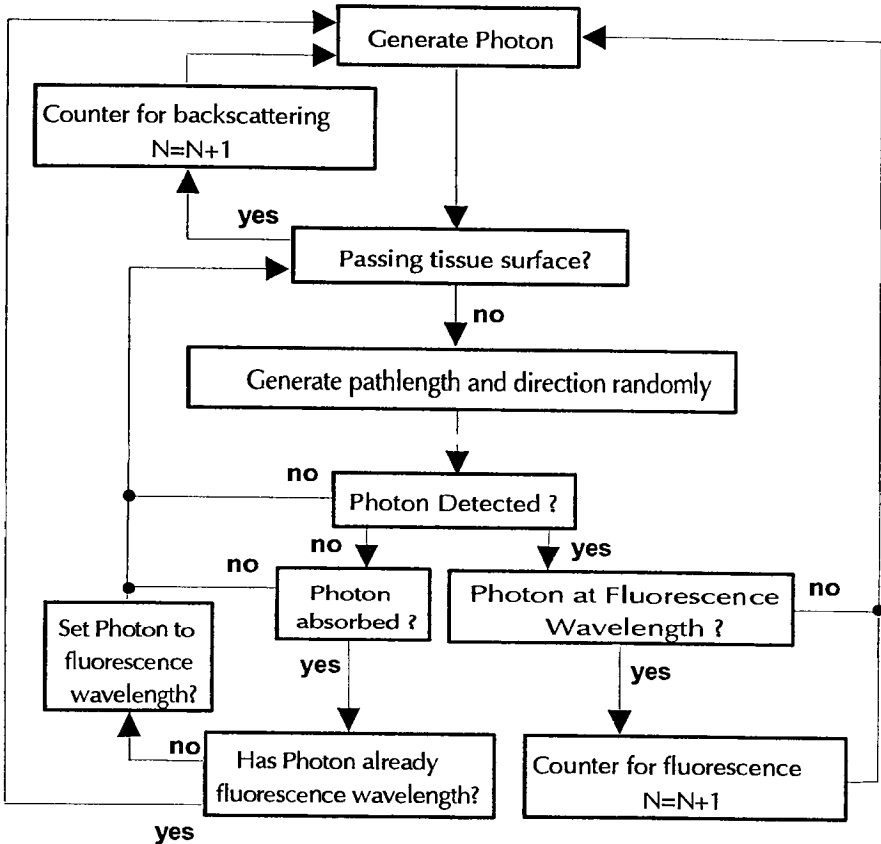 Generate Photon
Counter for backscattering
N=N+1
yes
Passing tissue surface?
no
Generate pathlength and direction randomly
no
Photon Detected ?
no
yes
no
Photon
absorbed ?
Photon at Fluorescence
Wavelength ?
no
Set Photon to
fluorescence
wavelength?
yes
yes
no
Has Photon already
fluorescence wavelength?
Counter for fluorescence
N=N+1
yes